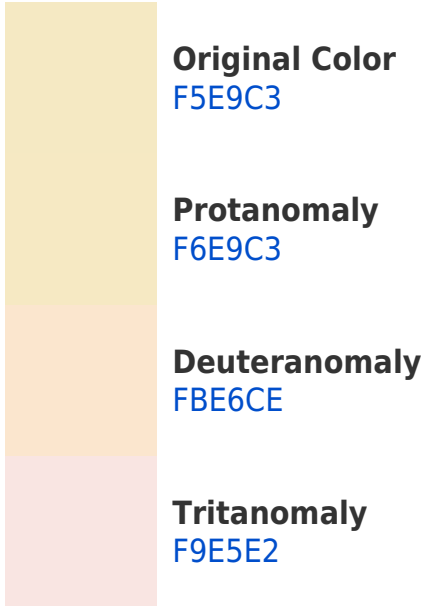 Original Color
F5E9C3
Protanomaly
F6E9C3
Deuteranomaly
FBE6CE
Tritanomaly
F9E5E2